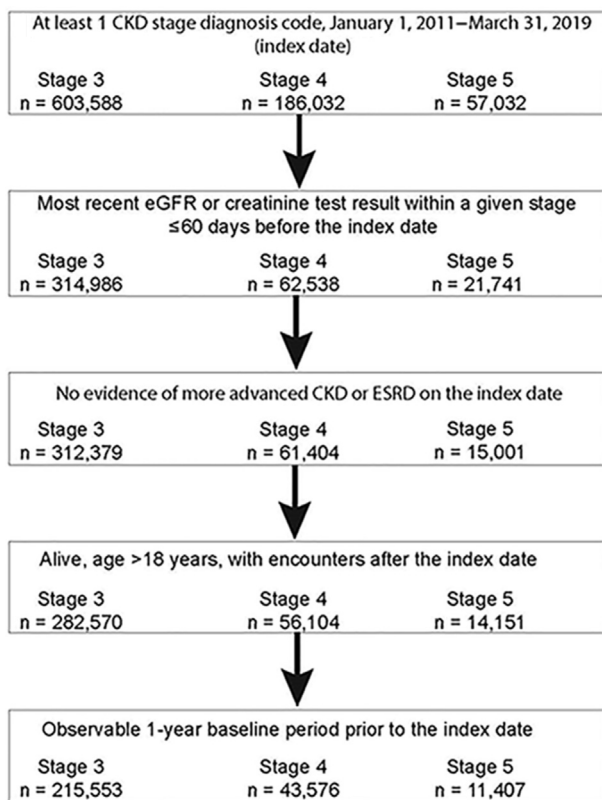 At least 1 CKD stage diagnosis code, January 1, 2011–March 31, 2019
(index date)
Stage 3 Stage 4 Stage 5
n = 603,588 n = 186,032 n = 57,032
Most recent eGFR or creatinine test result within a given stage
≤60 days before the index date
Stage 3 Stage 4 Stage 5
n = 314,986 n = 62,538 n = 21,741
No evidence of more advanced CKD or ESRD on the index date
Stage 3 Stage 4 Stage 5
n = 312,379 n = 61,404 n = 15,001
Alive, age >18 years, with encounters after the index date
Stage 3 Stage 4 Stage 5
n = 282,570 n = 56,104 n = 14,151
Observable 1-year baseline period prior to the index date
Stage 3 Stage 4 Stage 5
n = 215,553 n = 43,576 n = 11,407